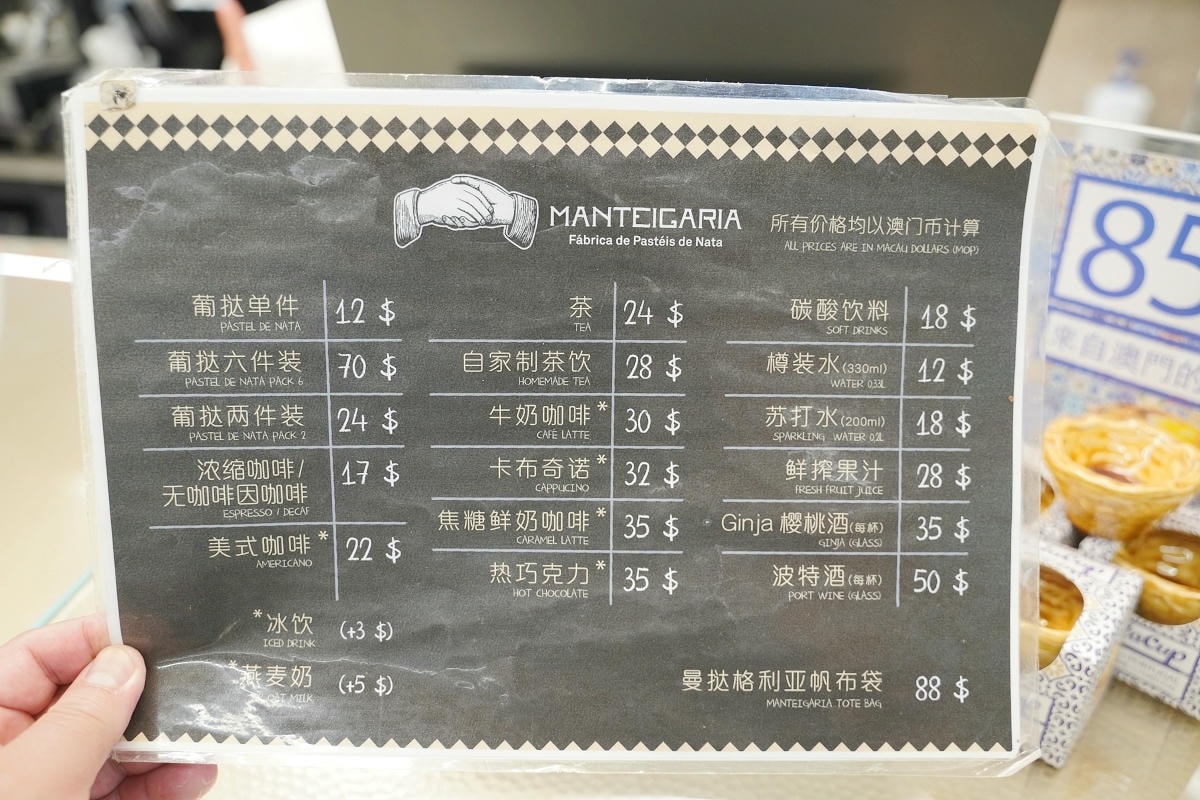 MANTEIGARIA
Fábrica de Pastéis de Nata
所有价格均以澳门币计算
ALL PRICES ARE IN MACAU DOLLARS (MOP)
葡挞单件 12 $
PASTEL DE NATA
葡挞六件装 70 $
PASTEL DE NATA PACK 6
葡挞两件装 24 $
PASTEL DE NATA PACK 2
浓缩咖啡/ 17 $
无咖啡因咖啡
ESPRESSO / DECAF
美式咖啡* 22 $
AMERICANO
*冰饮 (+3 $)
ICED DRINK
*燕麦奶 (+5 $)
OAT MILK
茶 24 $
TEA
自家制茶饮 28 $
HOMEMADE TEA
牛奶咖啡* 30 $
CAFÉ LATTE
卡布奇诺* 32 $
CAPPUCINO
焦糖鲜奶咖啡* 35 $
CARAMEL LATTE
热巧克力* 35 $
HOT CHOCOLATE
碳酸饮料 18 $
SOFT DRINKS
樽装水(330ml) 12 $
WATER 0,33L
苏打水(200ml) 18 $
SPARKLING WATER 0,2L
鲜搾果汁 28 $
FRESH FRUIT JUICE
Ginja 樱桃酒(每杯) 35 $
GINJA (GLASS)
波特酒(每杯) 50 $
PORT WINE (GLASS)
曼挞格利亚帆布袋 88 $
MANTEIGARIA TOTE BAG
85
來自澳門的
Cup